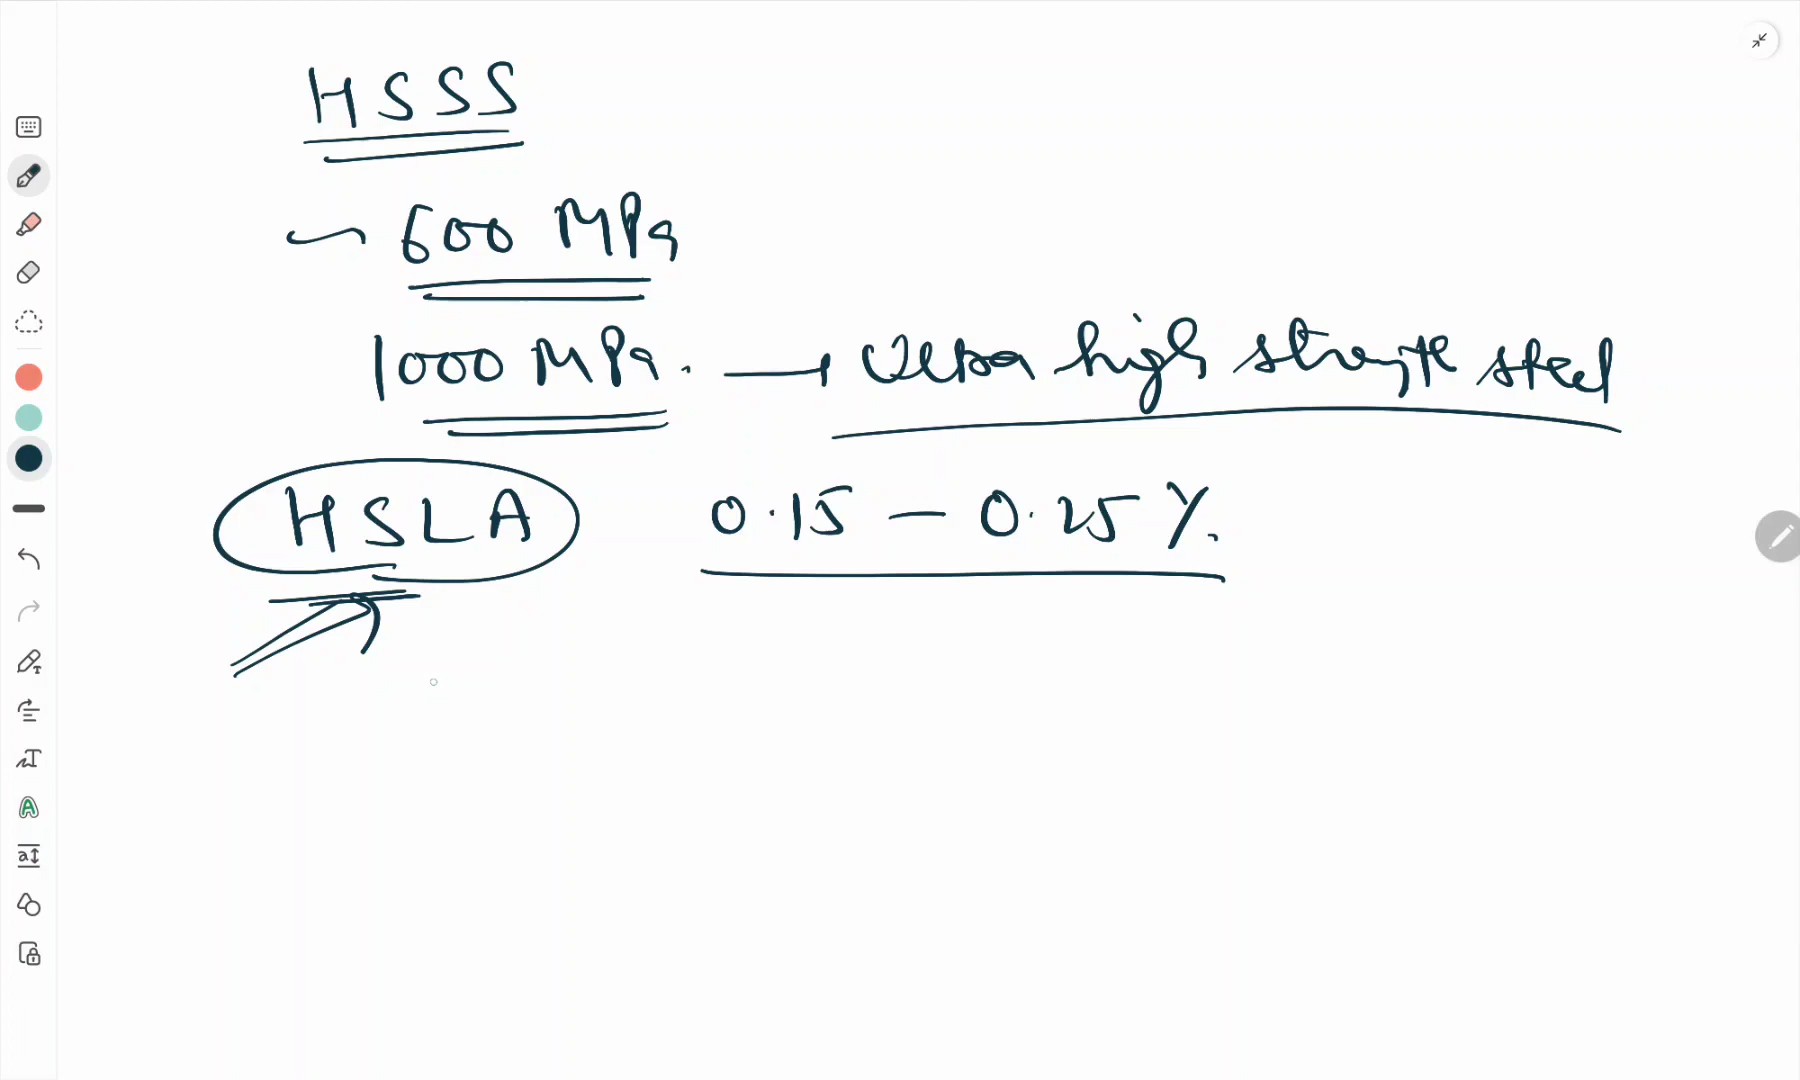 HSSS
~ 600 MPa
1000 MPa. → Ultra high strength steel
HSLA 0.15 - 0.25 %.